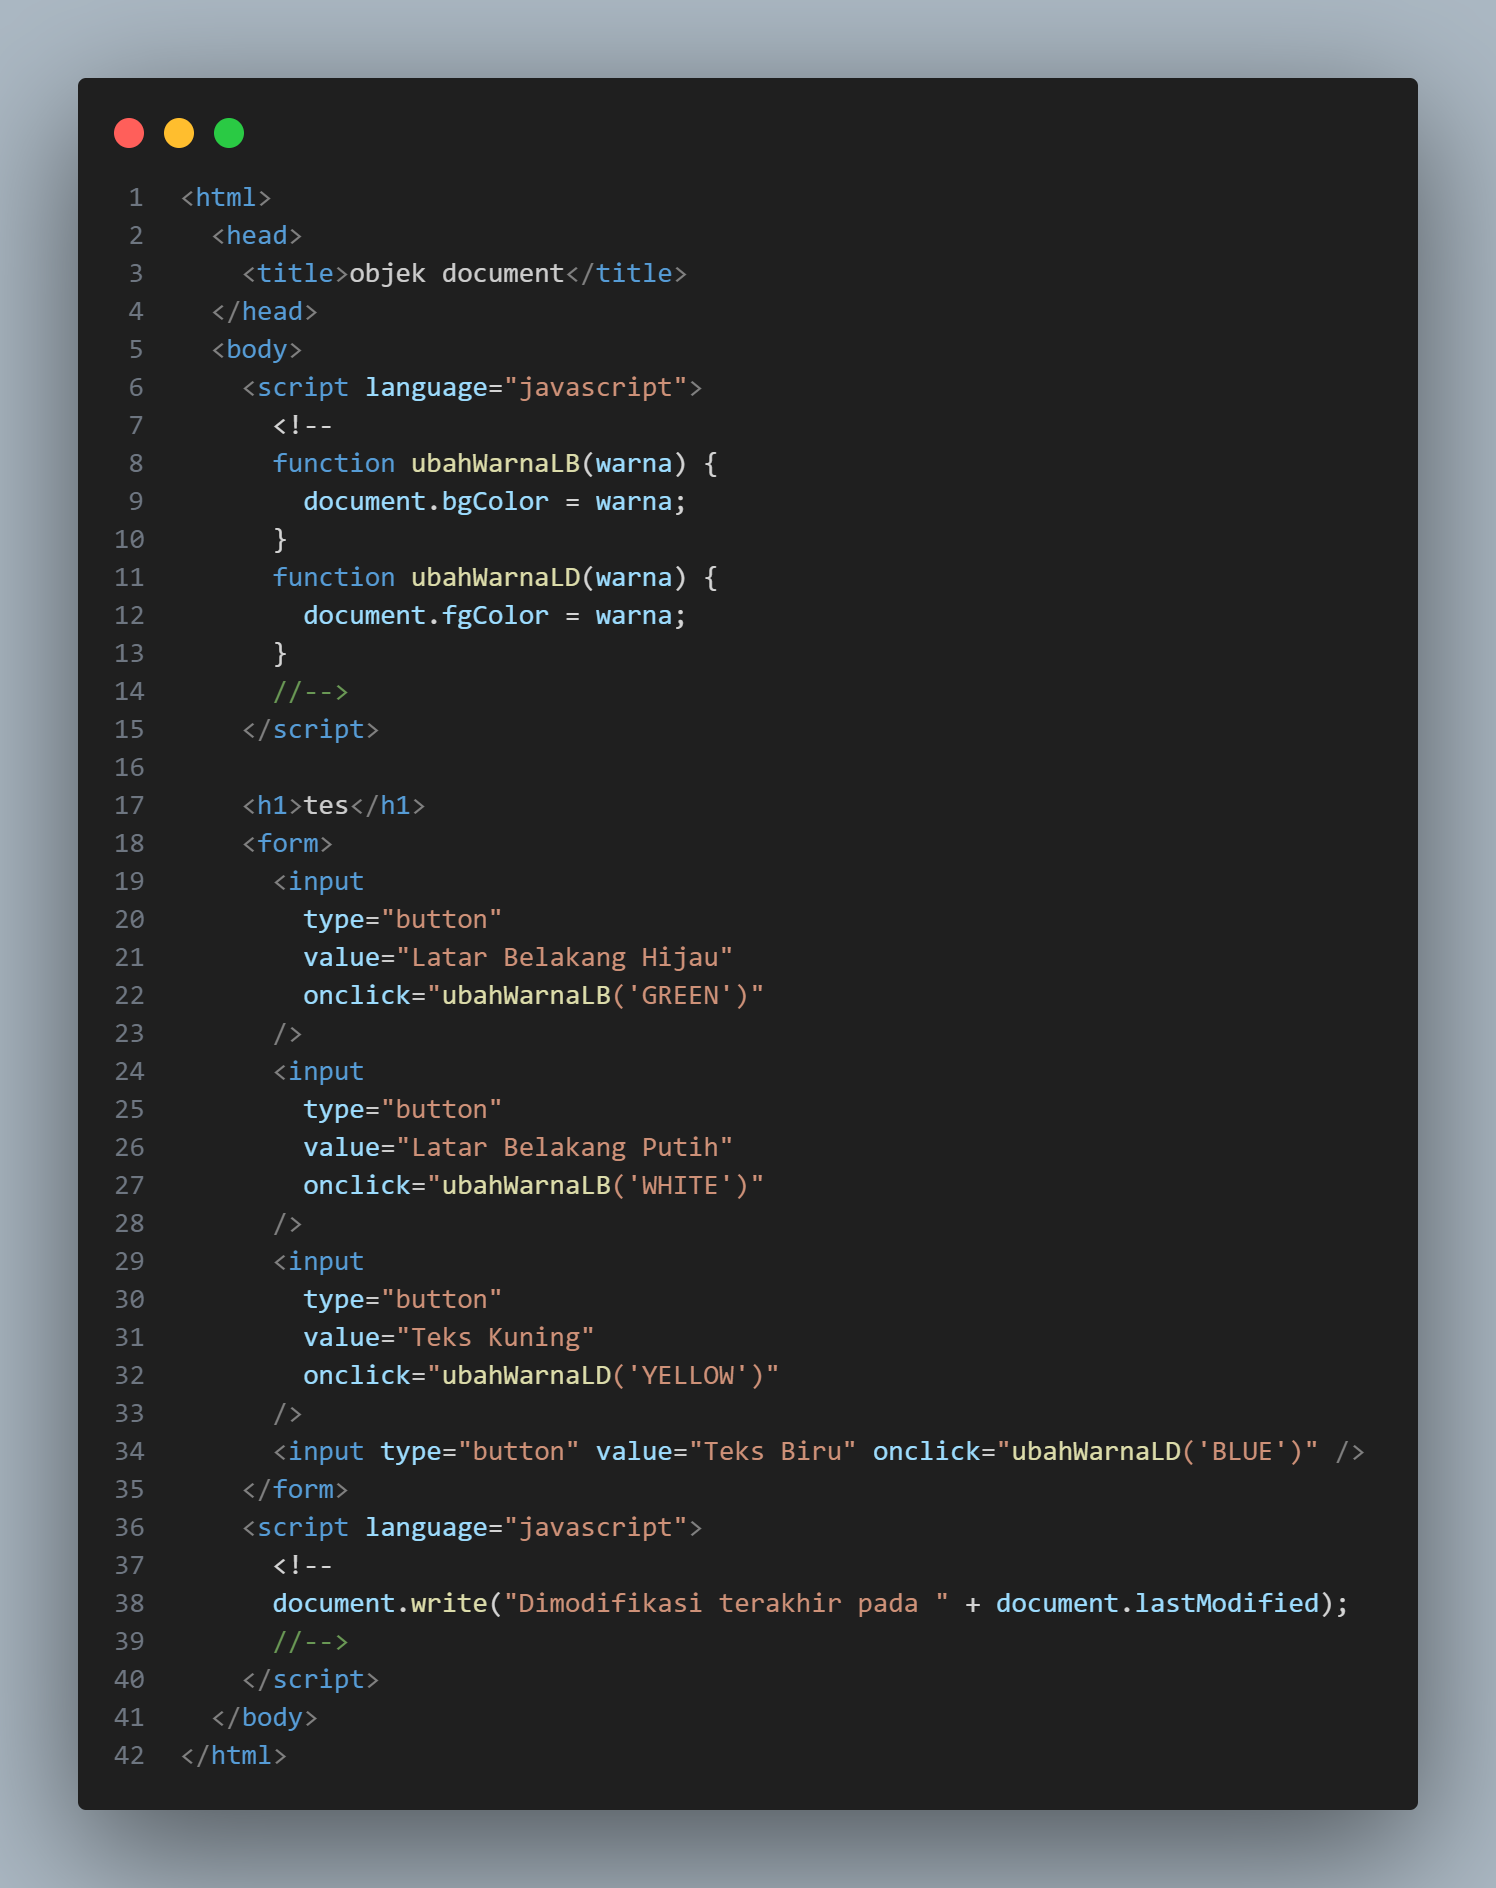 1 <html>
2   <head>
3     <title>objek document</title>
4   </head>
5   <body>
6     <script language="javascript">
7       <!--
8       function ubahWarnaLB(warna) {
9         document.bgColor = warna;
10       }
11       function ubahWarnaLD(warna) {
12         document.fgColor = warna;
13       }
14       //-->
15     </script>
16
17     <h1>tes</h1>
18     <form>
19       <input
20         type="button"
21         value="Latar Belakang Hijau"
22         onclick="ubahWarnaLB('GREEN')"
23       />
24       <input
25         type="button"
26         value="Latar Belakang Putih"
27         onclick="ubahWarnaLB('WHITE')"
28       />
29       <input
30         type="button"
31         value="Teks Kuning"
32         onclick="ubahWarnaLD('YELLOW')"
33       />
34       <input type="button" value="Teks Biru" onclick="ubahWarnaLD('BLUE')" />
35     </form>
36     <script language="javascript">
37       <!--
38       document.write("Dimodifikasi terakhir pada " + document.lastModified);
39       //-->
40     </script>
41   </body>
42 </html>